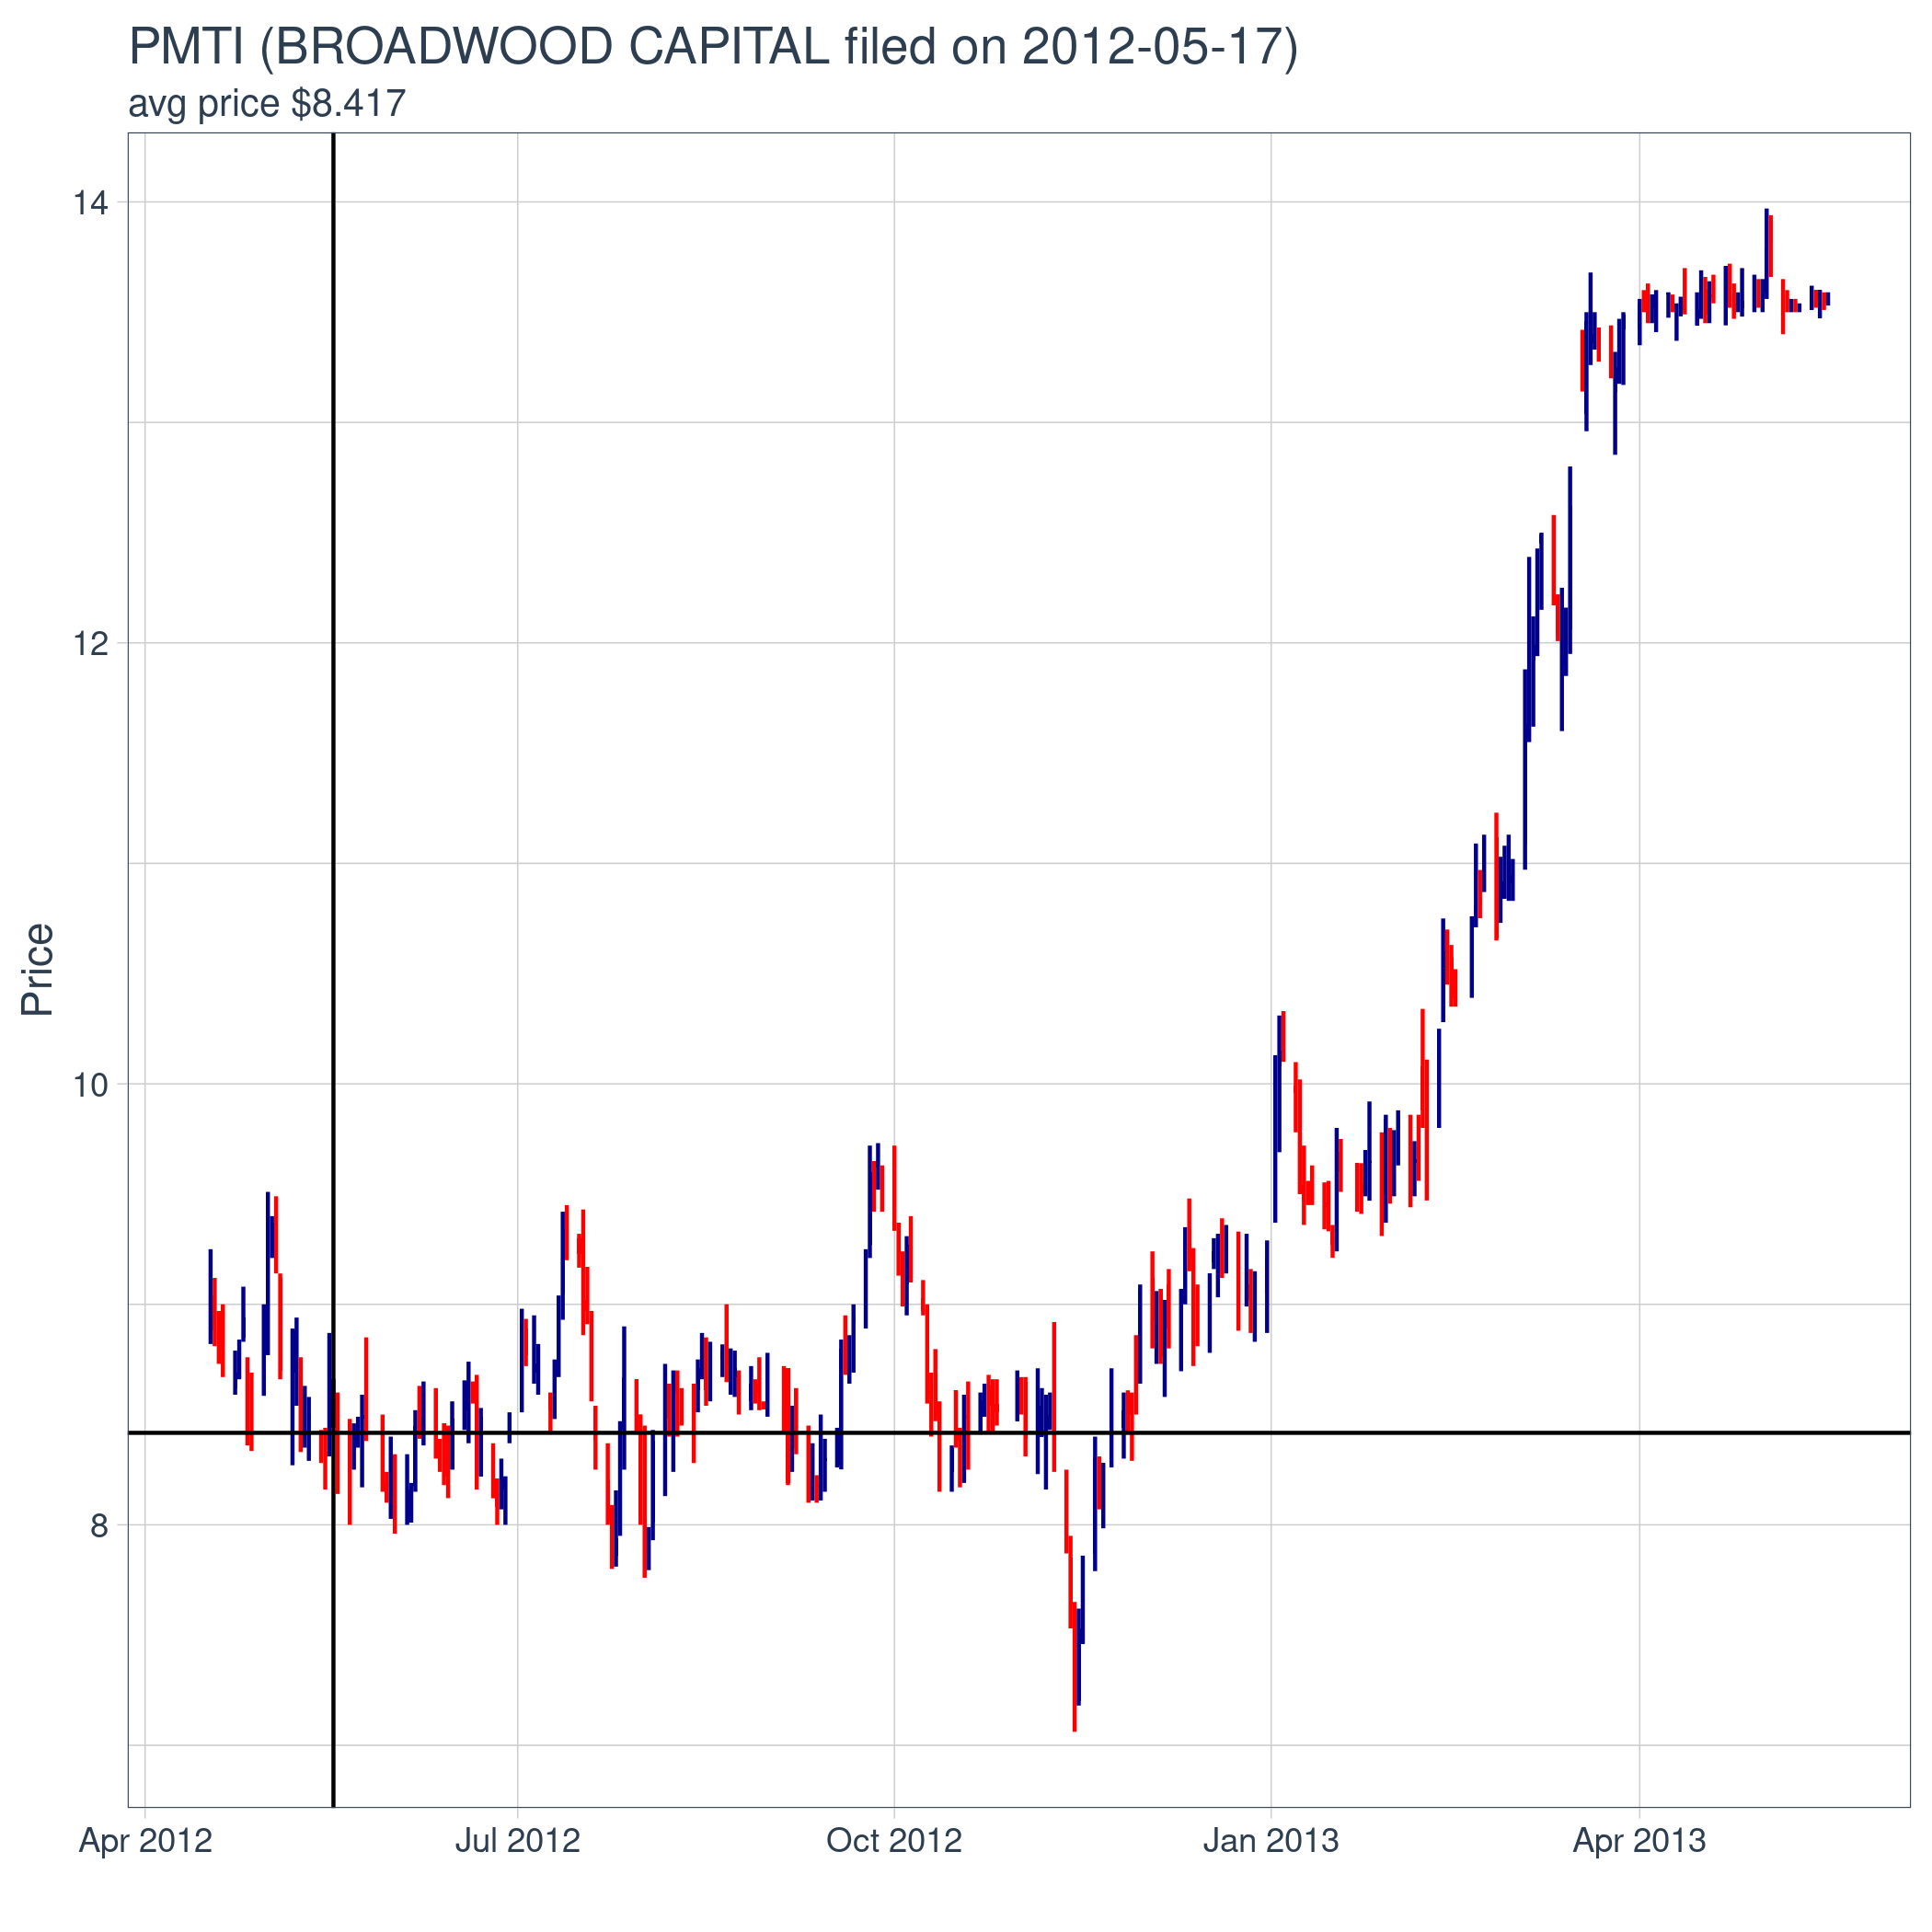 PMTI (BROADWOOD CAPITAL filed on 2012-05-17)
avg price $8.417
14
12
10
8
Price
Apr 2012 Jul 2012 Oct 2012 Jan 2013 Apr 2013